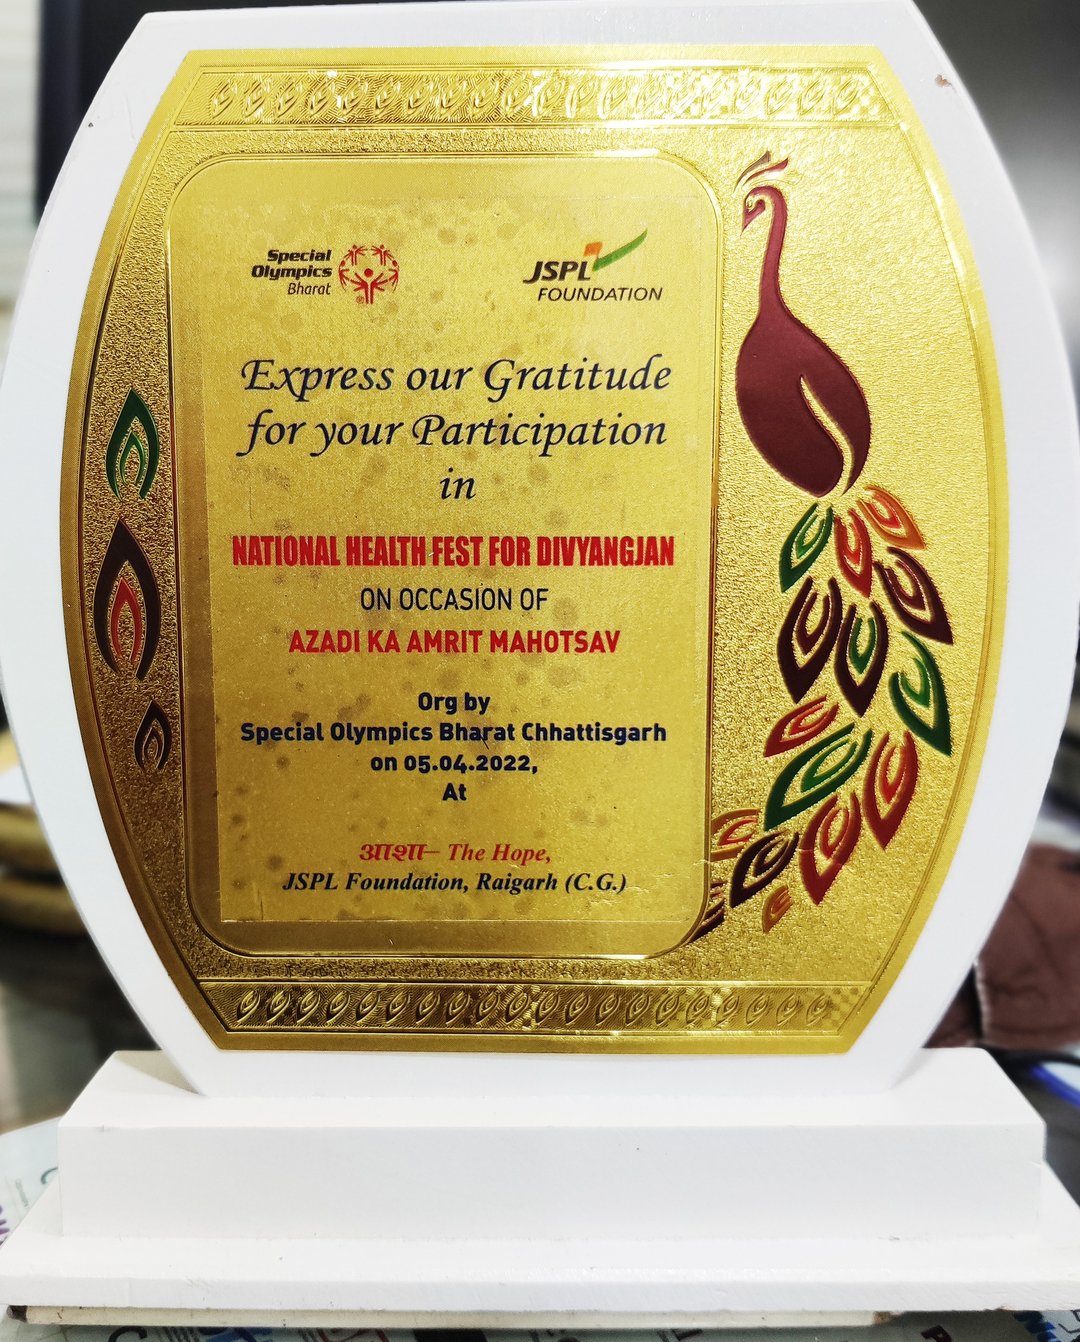 Special
Olympics
Bharat
JSPL
FOUNDATION
Express our Gratitude
for your Participation
in
NATIONAL HEALTH FEST FOR DIVYANGJAN
ON OCCASION OF
AZADI KA AMRIT MAHOTSAV
Org by
Special Olympics Bharat Chhattisgarh
on 05.04.2022,
At
आशा– The Hope,
JSPL Foundation, Raigarh (C.G.)